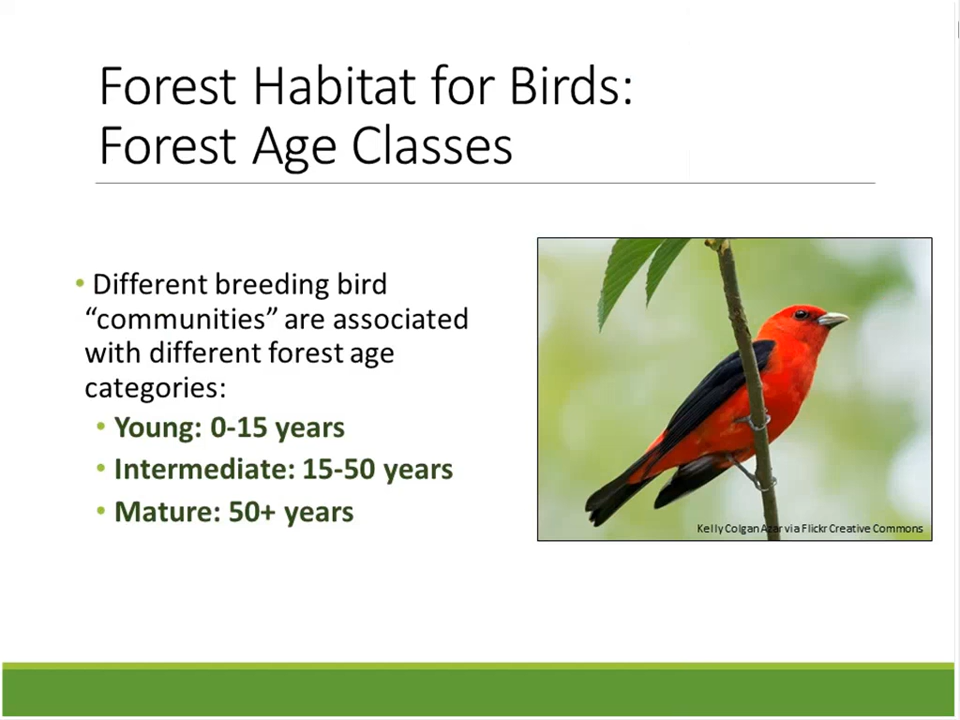 Forest Habitat for Birds:
Forest Age Classes
• Different breeding bird
“communities” are associated
with different forest age
categories:
• Young: 0-15 years
• Intermediate: 15-50 years
• Mature: 50+ years
Kelly Colgan Azar via Flickr Creative Commons